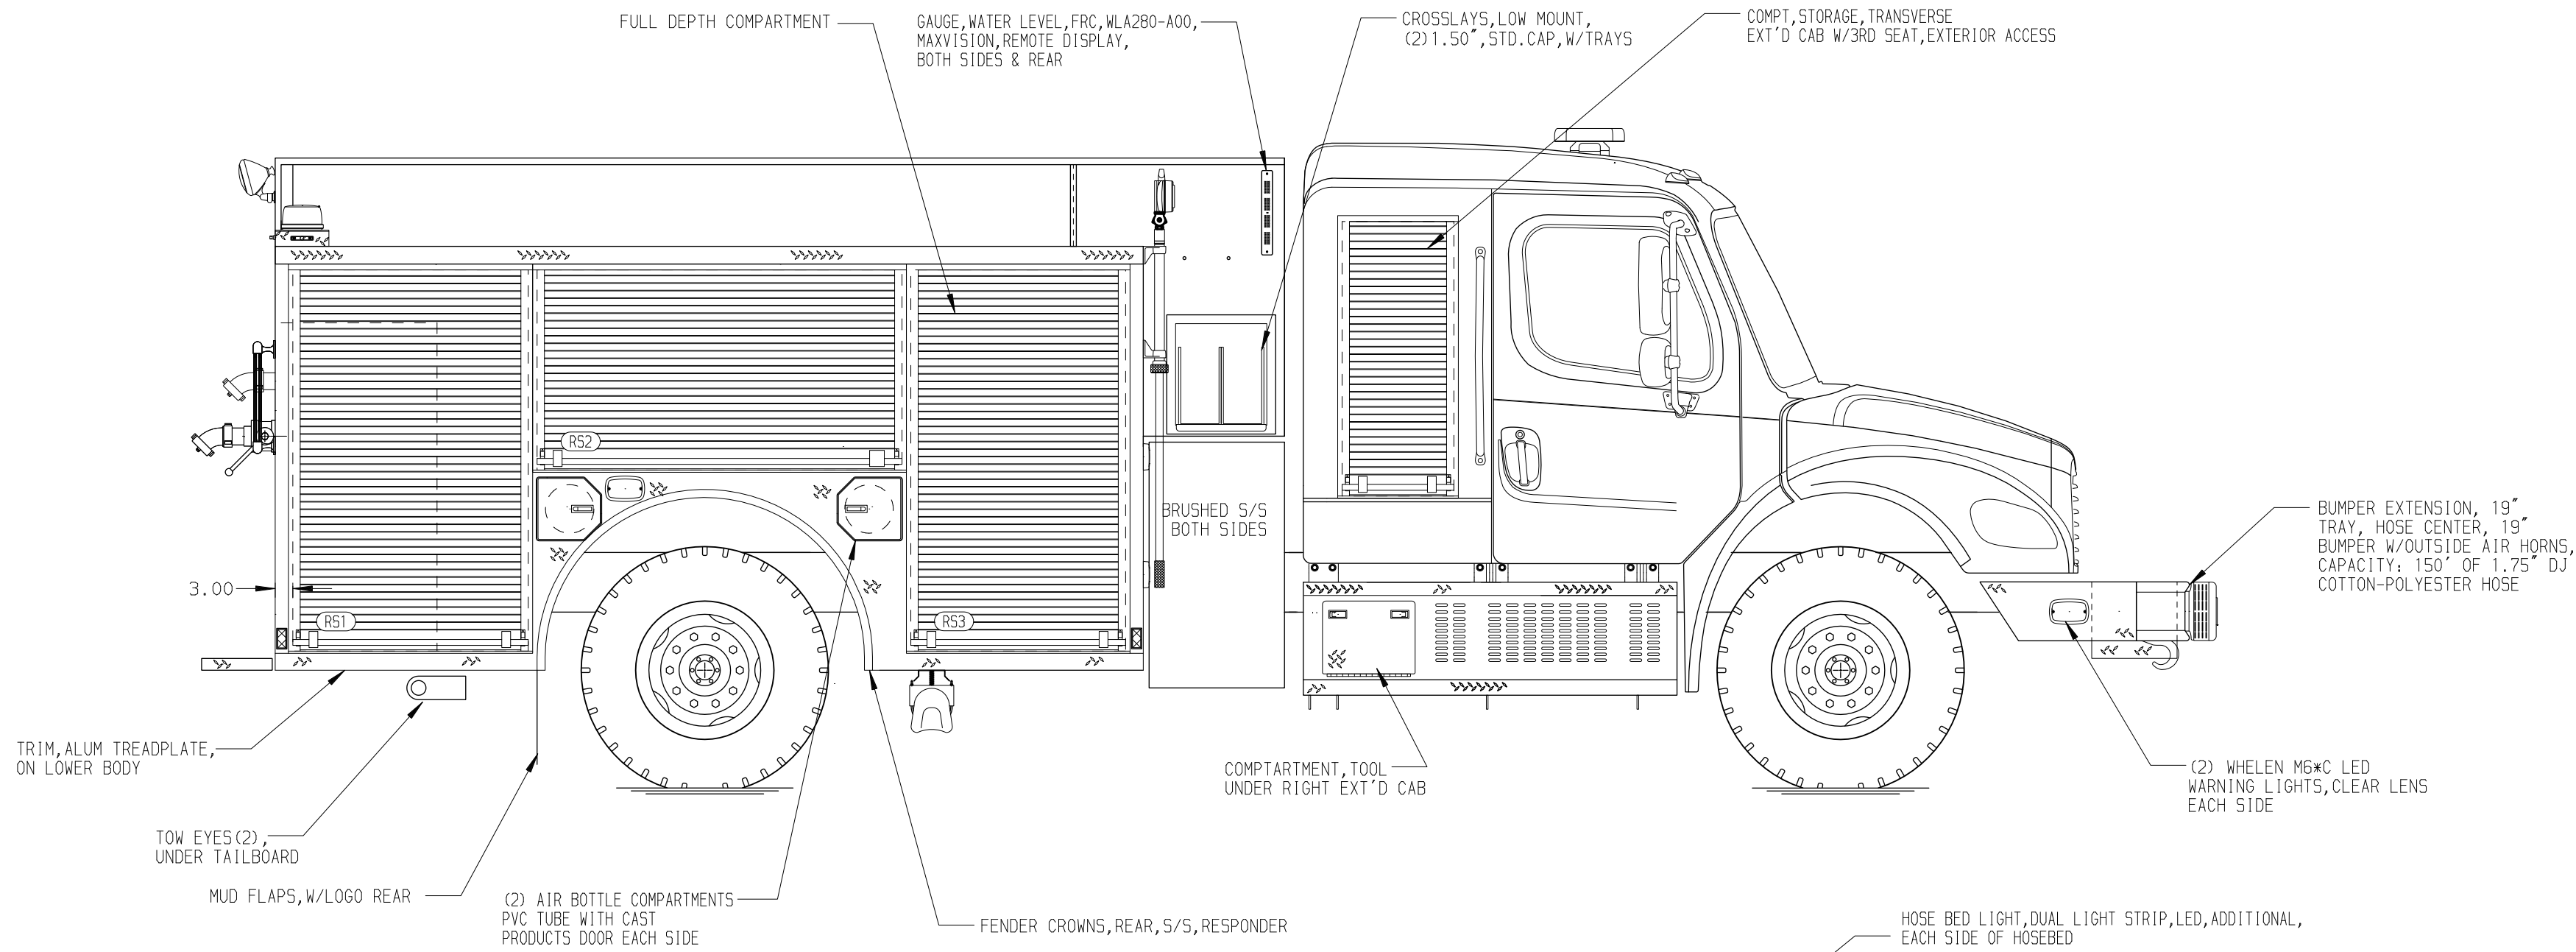 FULL DEPTH COMPARTMENT
GAUGE,WATER LEVEL,FRC,WLA280-A00,
MAXVISION,REMOTE DISPLAY,
BOTH SIDES & REAR
CROSSLAYS,LOW MOUNT,
(2)1.50",STD.CAP,W/TRAYS
COMPT,STORAGE,TRANSVERSE
EXT'D CAB W/3RD SEAT,EXTERIOR ACCESS
RS2
BRUSHED S/S
BOTH SIDES
BUMPER EXTENSION, 19"
TRAY, HOSE CENTER, 19"
BUMPER W/OUTSIDE AIR HORNS,
CAPACITY: 150' OF 1.75" DJ
COTTON-POLYESTER HOSE
3.00
RS1
RS3
TRIM,ALUM TREADPLATE,
ON LOWER BODY
COMPTARTMENT,TOOL
UNDER RIGHT EXT'D CAB
(2) WHELEN M6*C LED
WARNING LIGHTS,CLEAR LENS
EACH SIDE
TOW EYES(2),
UNDER TAILBOARD
MUD FLAPS,W/LOGO REAR
(2) AIR BOTTLE COMPARTMENTS
PVC TUBE WITH CAST
PRODUCTS DOOR EACH SIDE
FENDER CROWNS,REAR,S/S,RESPONDER
HOSE BED LIGHT,DUAL LIGHT STRIP,LED,ADDITIONAL,
EACH SIDE OF HOSEBED